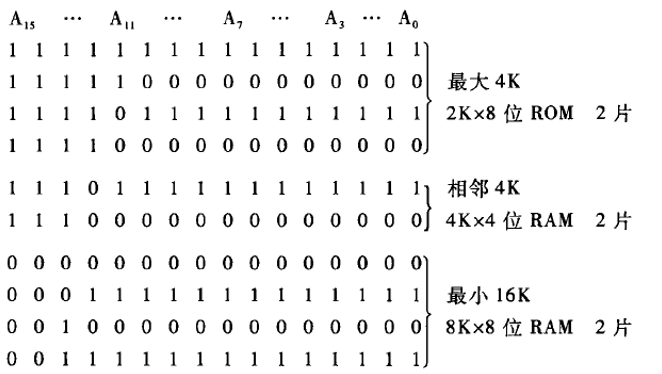 A₁₅ … A₁₁ … A₇ … A₃ … A₀
1 1 1 1 1 1 1 1 1 1 1 1 1 1 1 1
1 1 1 1 1 0 0 0 0 0 0 0 0 0 0 0 最大 4K
1 1 1 1 0 1 1 1 1 1 1 1 1 1 1 1 2K×8 位 ROM 2 片
1 1 1 1 0 0 0 0 0 0 0 0 0 0 0 0
1 1 1 0 1 1 1 1 1 1 1 1 1 1 1 1 相邻 4K
1 1 1 0 0 0 0 0 0 0 0 0 0 0 0 0 4K×4 位 RAM 2 片
0 0 0 0 0 0 0 0 0 0 0 0 0 0 0 0
0 0 0 1 1 1 1 1 1 1 1 1 1 1 1 1 最小 16K
0 0 1 0 0 0 0 0 0 0 0 0 0 0 0 0 8K×8 位 RAM 2 片
0 0 1 1 1 1 1 1 1 1 1 1 1 1 1 1